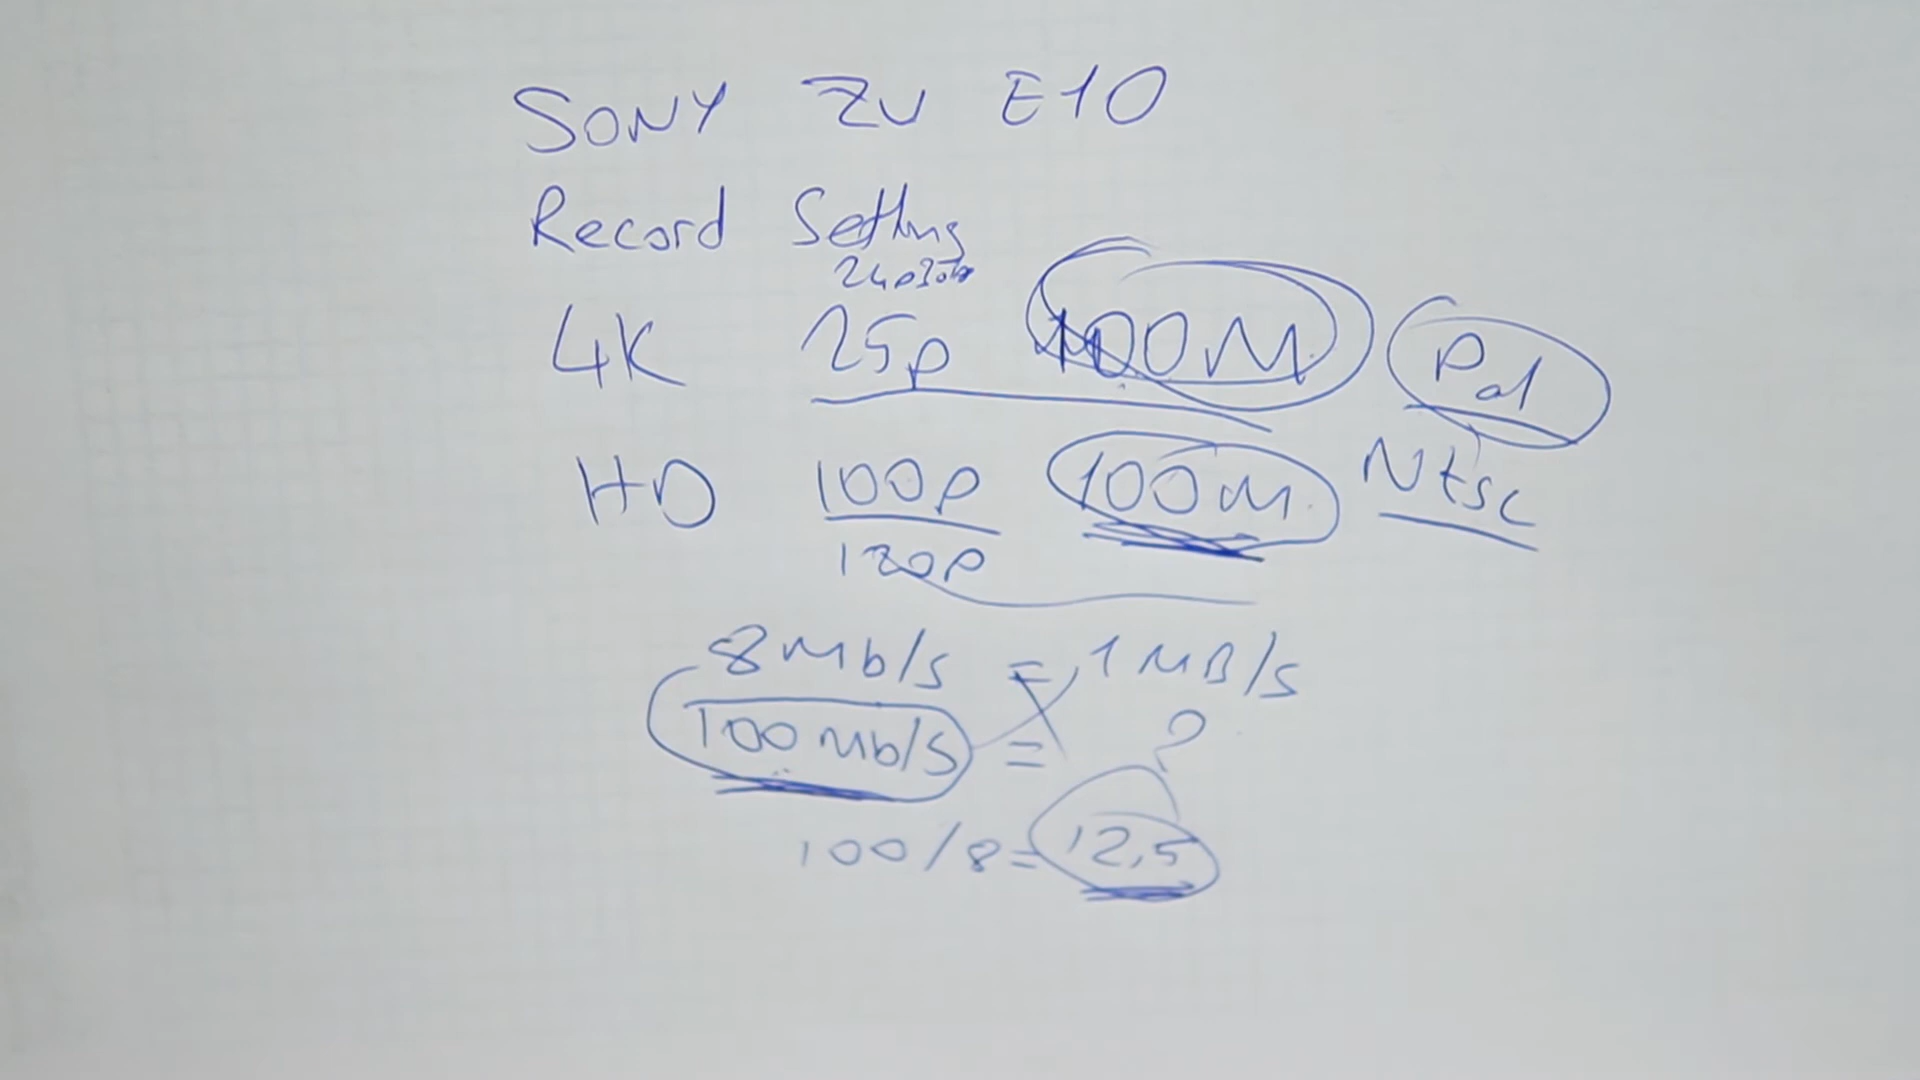 SONY ZV E10
Record Setting
24p 30p
4K 25p 100M Pal
HD 100p 100M Ntsc
120p
8Mb/s = 1MB/s
100Mb/s = ?
100/8=12,5